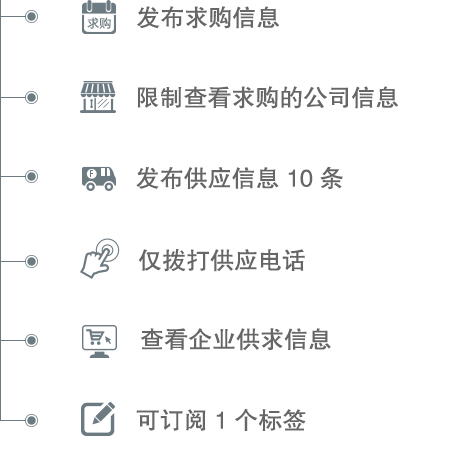 求购 发布求购信息
限制查看求购的公司信息
F 发布供应信息 10 条
仅拨打供应电话
查看企业供求信息
可订阅 1 个标签